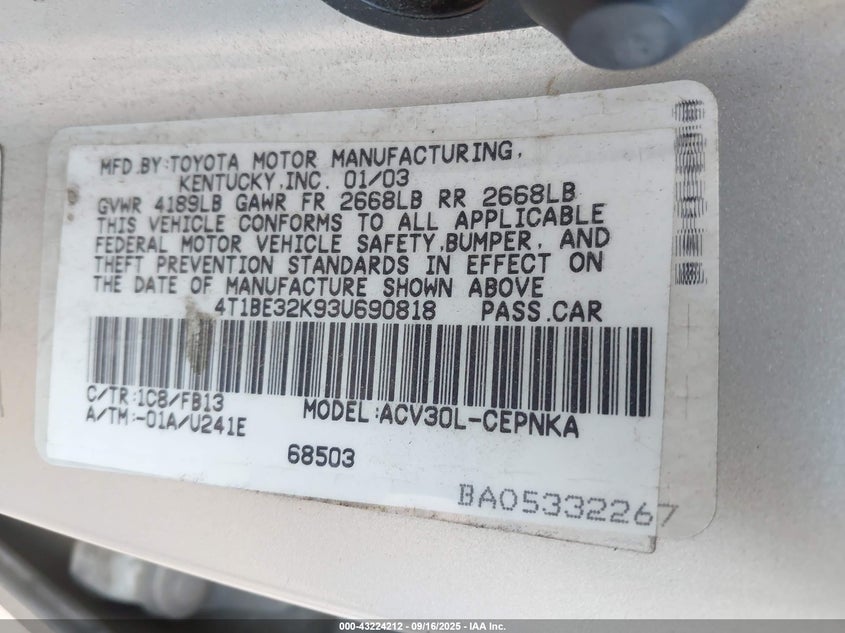 MFD.BY:TOYOTA MOTOR MANUFACTURING,
KENTUCKY,INC. 01/03
GVWR 4189LB GAWR FR 2668LB RR 2668LB
THIS VEHICLE CONFORMS TO ALL APPLICABLE
FEDERAL MOTOR VEHICLE SAFETY,BUMPER, AND
THEFT PREVENTION STANDARDS IN EFFECT ON
THE DATE OF MANUFACTURE SHOWN ABOVE
4T1BE32K93U690818 PASS.CAR
C/TR:1C8/FB13 MODEL:ACV30L-CEPNKA
A/TM:-01A/U241E
68503
BA05332267
000-43224212 - 09/16/2025 - IAA Inc.